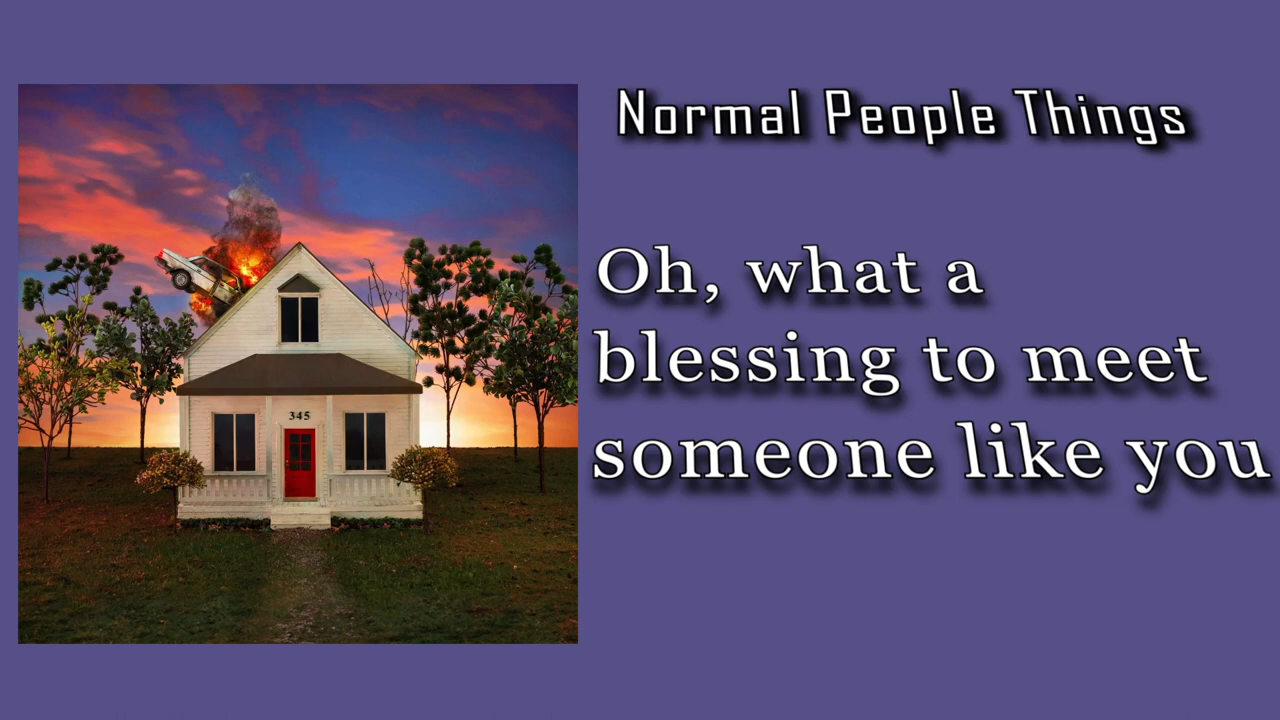 Normal People Things
Oh, what a
blessing to meet
someone like you
345